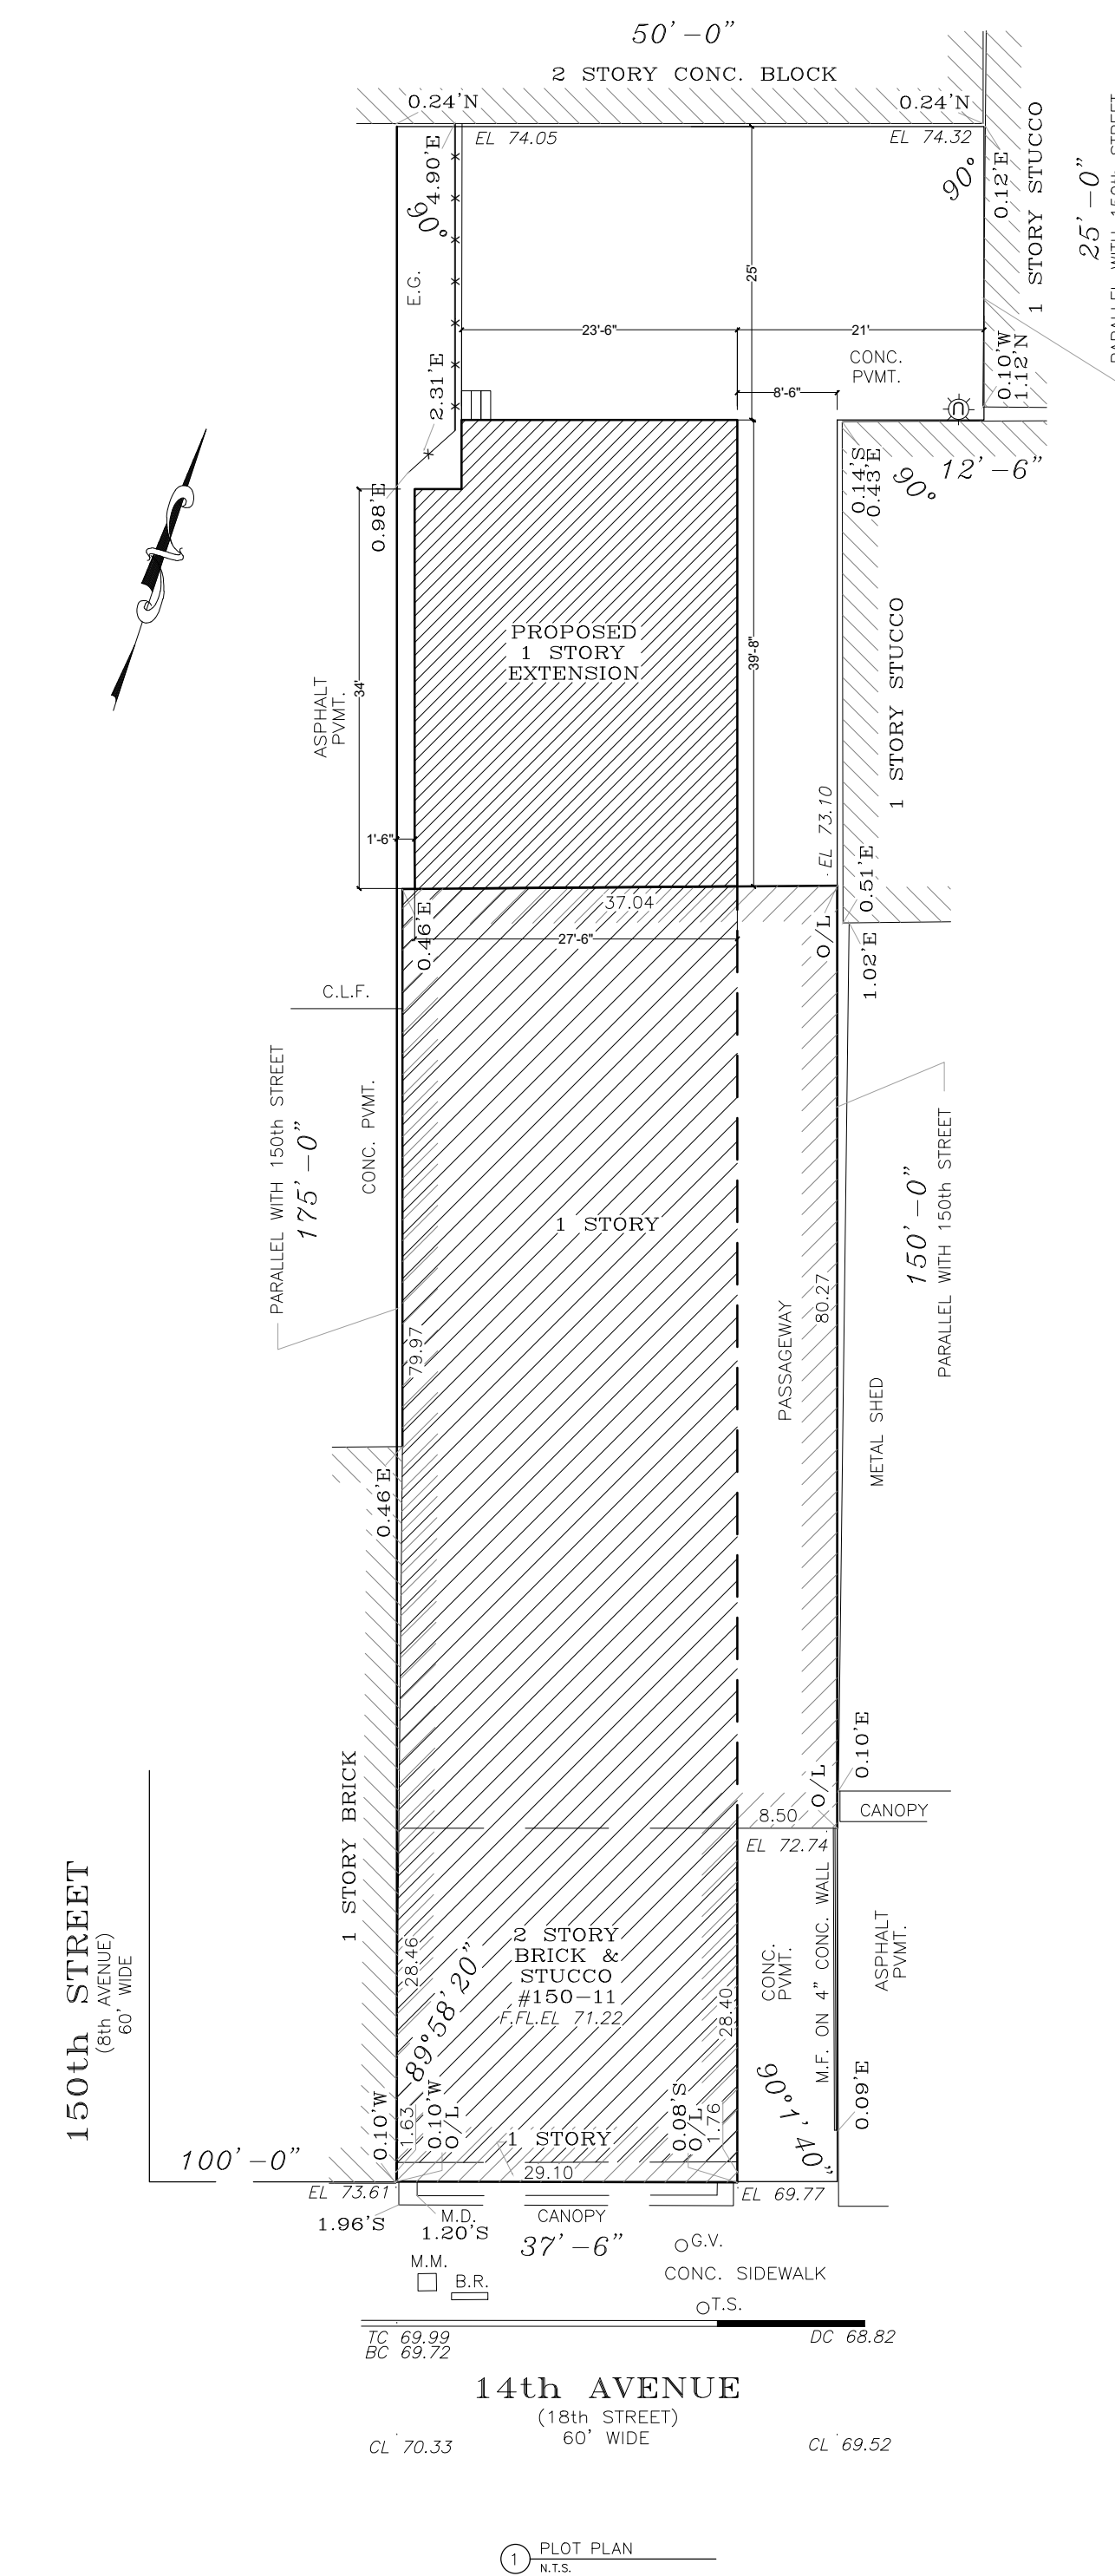 50'-0"
2 STORY CONC. BLOCK
0.24'N
0.24'N
EL 74.05
EL 74.32
4.90'E
90°
90°
0.12'E
1 STORY STUCCO
25'-0"
E.G.
25'
23'-6"
21'
2.31'E
CONC.
PVMT.
8'-6"
0.10'W
1.12'N
12'-6"
0.14'S
0.43'E
90°
0.98'E
PROPOSED
1 STORY
EXTENSION
39'-8"
34'
ASPHALT
PVMT.
1 STORY STUCCO
EL 73.10
1'-6"
0.51'E
37.04
0.46'E
27'-6"
O/L
1.02'E
C.L.F.
PARALLEL WITH 150th STREET
175'-0"
CONC. PVMT.
1 STORY
150'-0"
PARALLEL WITH 150th STREET
80.27
PASSAGEWAY
79.97
METAL SHED
0.46'E
0.10'E
O/L
CANOPY
8.50
EL 72.74
1 STORY BRICK
150th STREET
(8th AVENUE)
60' WIDE
2 STORY
BRICK &
STUCCO
#150-11
F.FL.EL 71.22
28.46
89°58'20"
28.40
CONC.
PVMT.
M.F. ON 4" CONC. WALL
ASPHALT
PVMT.
90°1'40"
0.09'E
0.10'W
1.63
0.10'W
O/L
0.08'S
O/L
1.76
1 STORY
29.10
100'-0"
EL 73.61
EL 69.77
1.96'S
M.D.
1.20'S
CANOPY
37'-6"
G.V.
CONC. SIDEWALK
M.M.
B.R.
T.S.
TC 69.99
BC 69.72
DC 68.82
14th AVENUE
(18th STREET)
60' WIDE
CL 70.33
CL 69.52
1
PLOT PLAN
N.T.S.